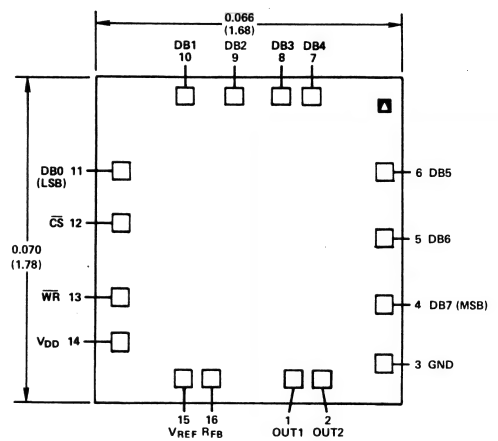 0.066
(1.68)
DB1 DB2 DB3 DB4
10 9 8 7
DB0 11
(LSB)
6 DB5
C̅S̅ 12
5 DB6
0.070
(1.78)
W̅R̅ 13
4 DB7 (MSB)
VDD 14
3 GND
15 16 1 2
VREF RFB OUT1 OUT2